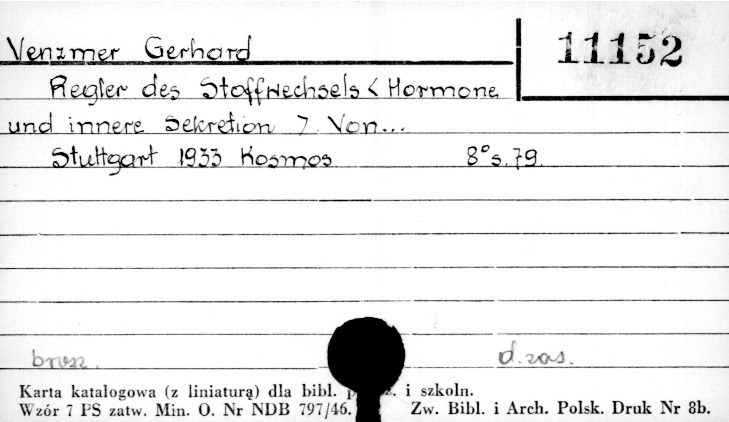 Venzmer Gerhard
11152
Regler des Stoffwechsels < Hormone
und innere Sekretion 7. Von...
Stuttgart 1933 Kosmos 8° s. 79.
brosz. d. zas.
Karta katalogowa (z liniaturą) dla bibl. i szkoln.
Wzór 7 PS zatw. Min. O. Nr NDB 797/46. Zw. Bibl. i Arch. Polsk. Druk Nr 8b.